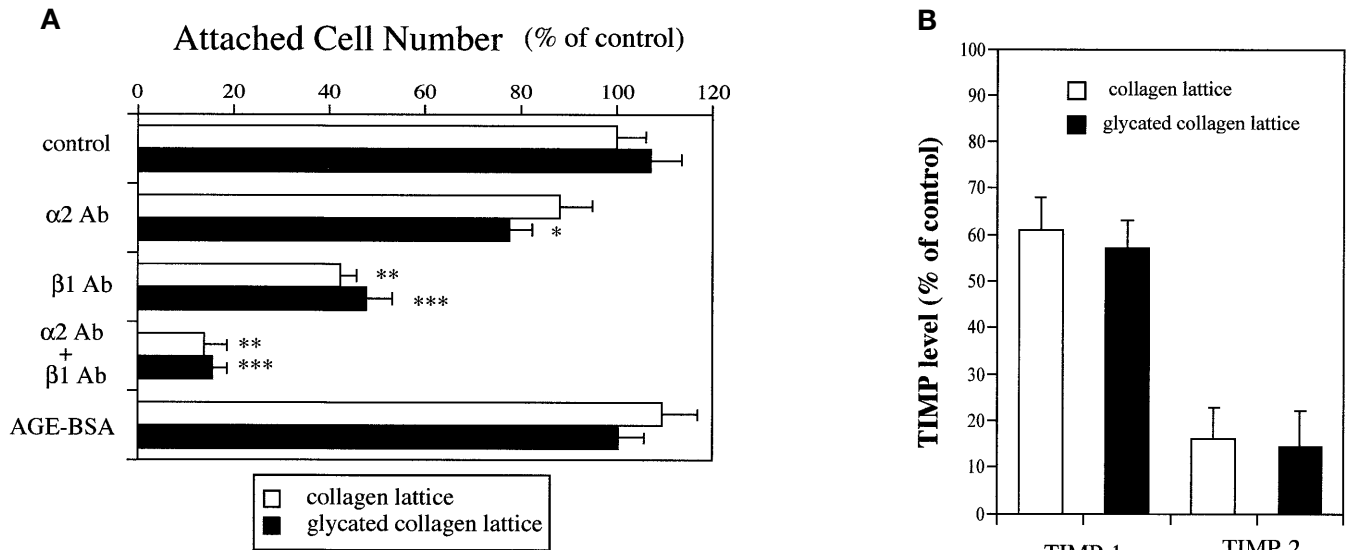 A
Attached Cell Number (% of control)
0 20 40 60 80 100 120
control
α2 Ab
*
β1 Ab
**
***
α2 Ab
+
β1 Ab
**
***
AGE-BSA
collagen lattice
glycated collagen lattice
B
TIMP level (% of control)
100
90
80
70
60
50
40
30
20
10
0
collagen lattice
glycated collagen lattice
TIMP 1
TIMP 2